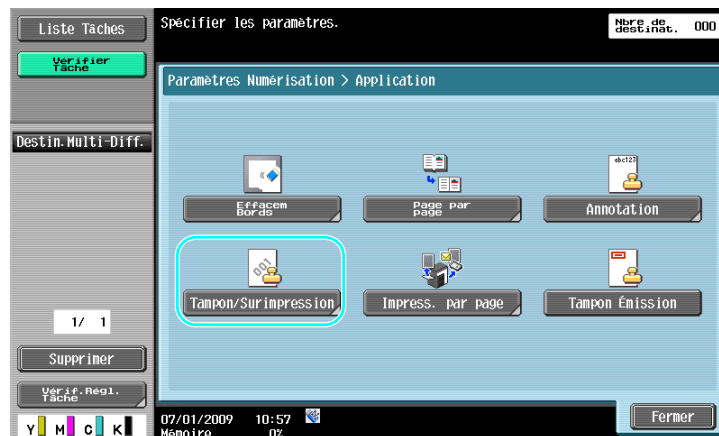 Liste Tâches
Spécifier les paramètres.
Nbre de
destinat.
000
Vérifier
Tâche
Paramètres Numérisation > Application
Destin.Multi-Diff.
abc123
Effacem
Bords
Page par
page
Annotation
001
Tampon/Surimpression
Impress. par page
Tampon Émission
1/ 1
Supprimer
Vérif.Régl.
Tâche
Y M C K
07/01/2009 10:57
Mémoire 0%
Fermer